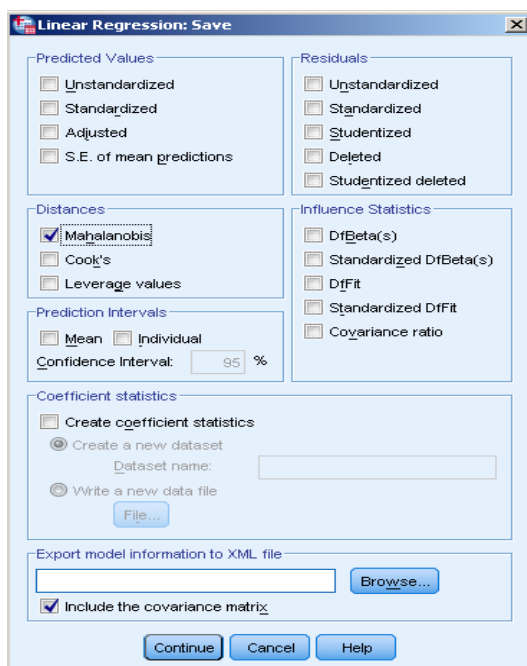 Linear Regression: Save
Predicted Values
Unstandardized
Standardized
Adjusted
S.E. of mean predictions
Residuals
Unstandardized
Standardized
Studentized
Deleted
Studentized deleted
Distances
Mahalanobis
Cook's
Leverage values
Influence Statistics
DfBeta(s)
Standardized DfBeta(s)
DfFit
Standardized DfFit
Covariance ratio
Prediction Intervals
Mean Individual
Confidence Interval: 95 %
Coefficient statistics
Create coefficient statistics
Create a new dataset
Dataset name:
Write a new data file
File...
Export model information to XML file
Browse...
Include the covariance matrix
Continue Cancel Help